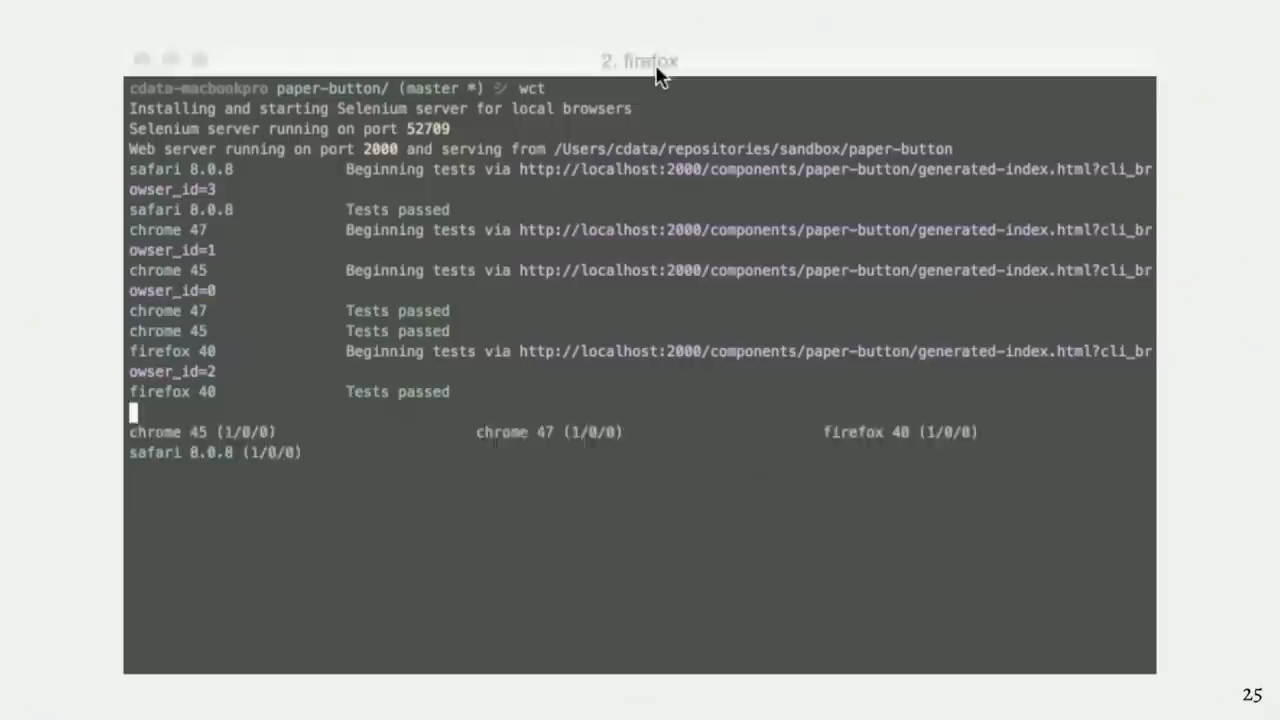 2. firefox
cdata-macbookpro paper-button/ (master *) シ wct
Installing and starting Selenium server for local browsers
Selenium server running on port 52709
Web server running on port 2000 and serving from /Users/cdata/repositories/sandbox/paper-button
safari 8.0.8 Beginning tests via http://localhost:2000/components/paper-button/generated-index.html?cli_br
owser_id=3
safari 8.0.8 Tests passed
chrome 47 Beginning tests via http://localhost:2000/components/paper-button/generated-index.html?cli_br
owser_id=1
chrome 45 Beginning tests via http://localhost:2000/components/paper-button/generated-index.html?cli_br
owser_id=0
chrome 47 Tests passed
chrome 45 Tests passed
firefox 40 Beginning tests via http://localhost:2000/components/paper-button/generated-index.html?cli_br
owser_id=2
firefox 40 Tests passed
chrome 45 (1/0/0) chrome 47 (1/0/0) firefox 40 (1/0/0)
safari 8.0.8 (1/0/0)
25